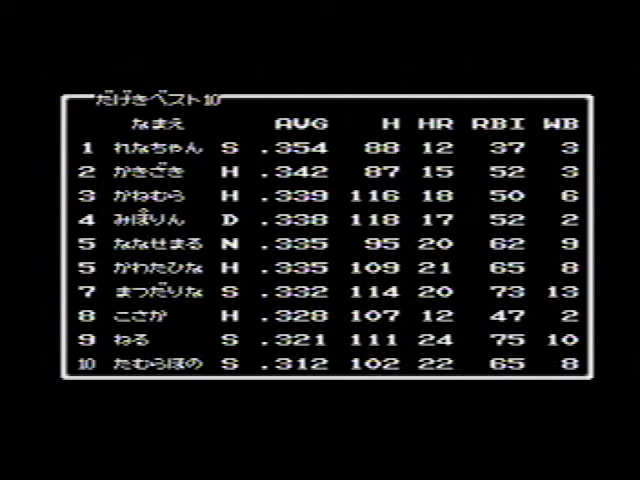 だげきベスト10
なまえ AVG H HR RBI WB
1 れなちゃん S .354 88 12 37 3
2 かきざき H .342 87 15 52 3
3 かねむら H .339 116 18 50 6
4 みぽりん D .338 118 17 52 2
5 ななせまる N .335 95 20 62 9
5 かわたひな H .335 109 21 65 8
7 まつだりな S .332 114 20 73 13
8 こさか H .328 107 12 47 2
9 ねる S .321 111 24 75 10
10 たむらほの S .312 102 22 65 8